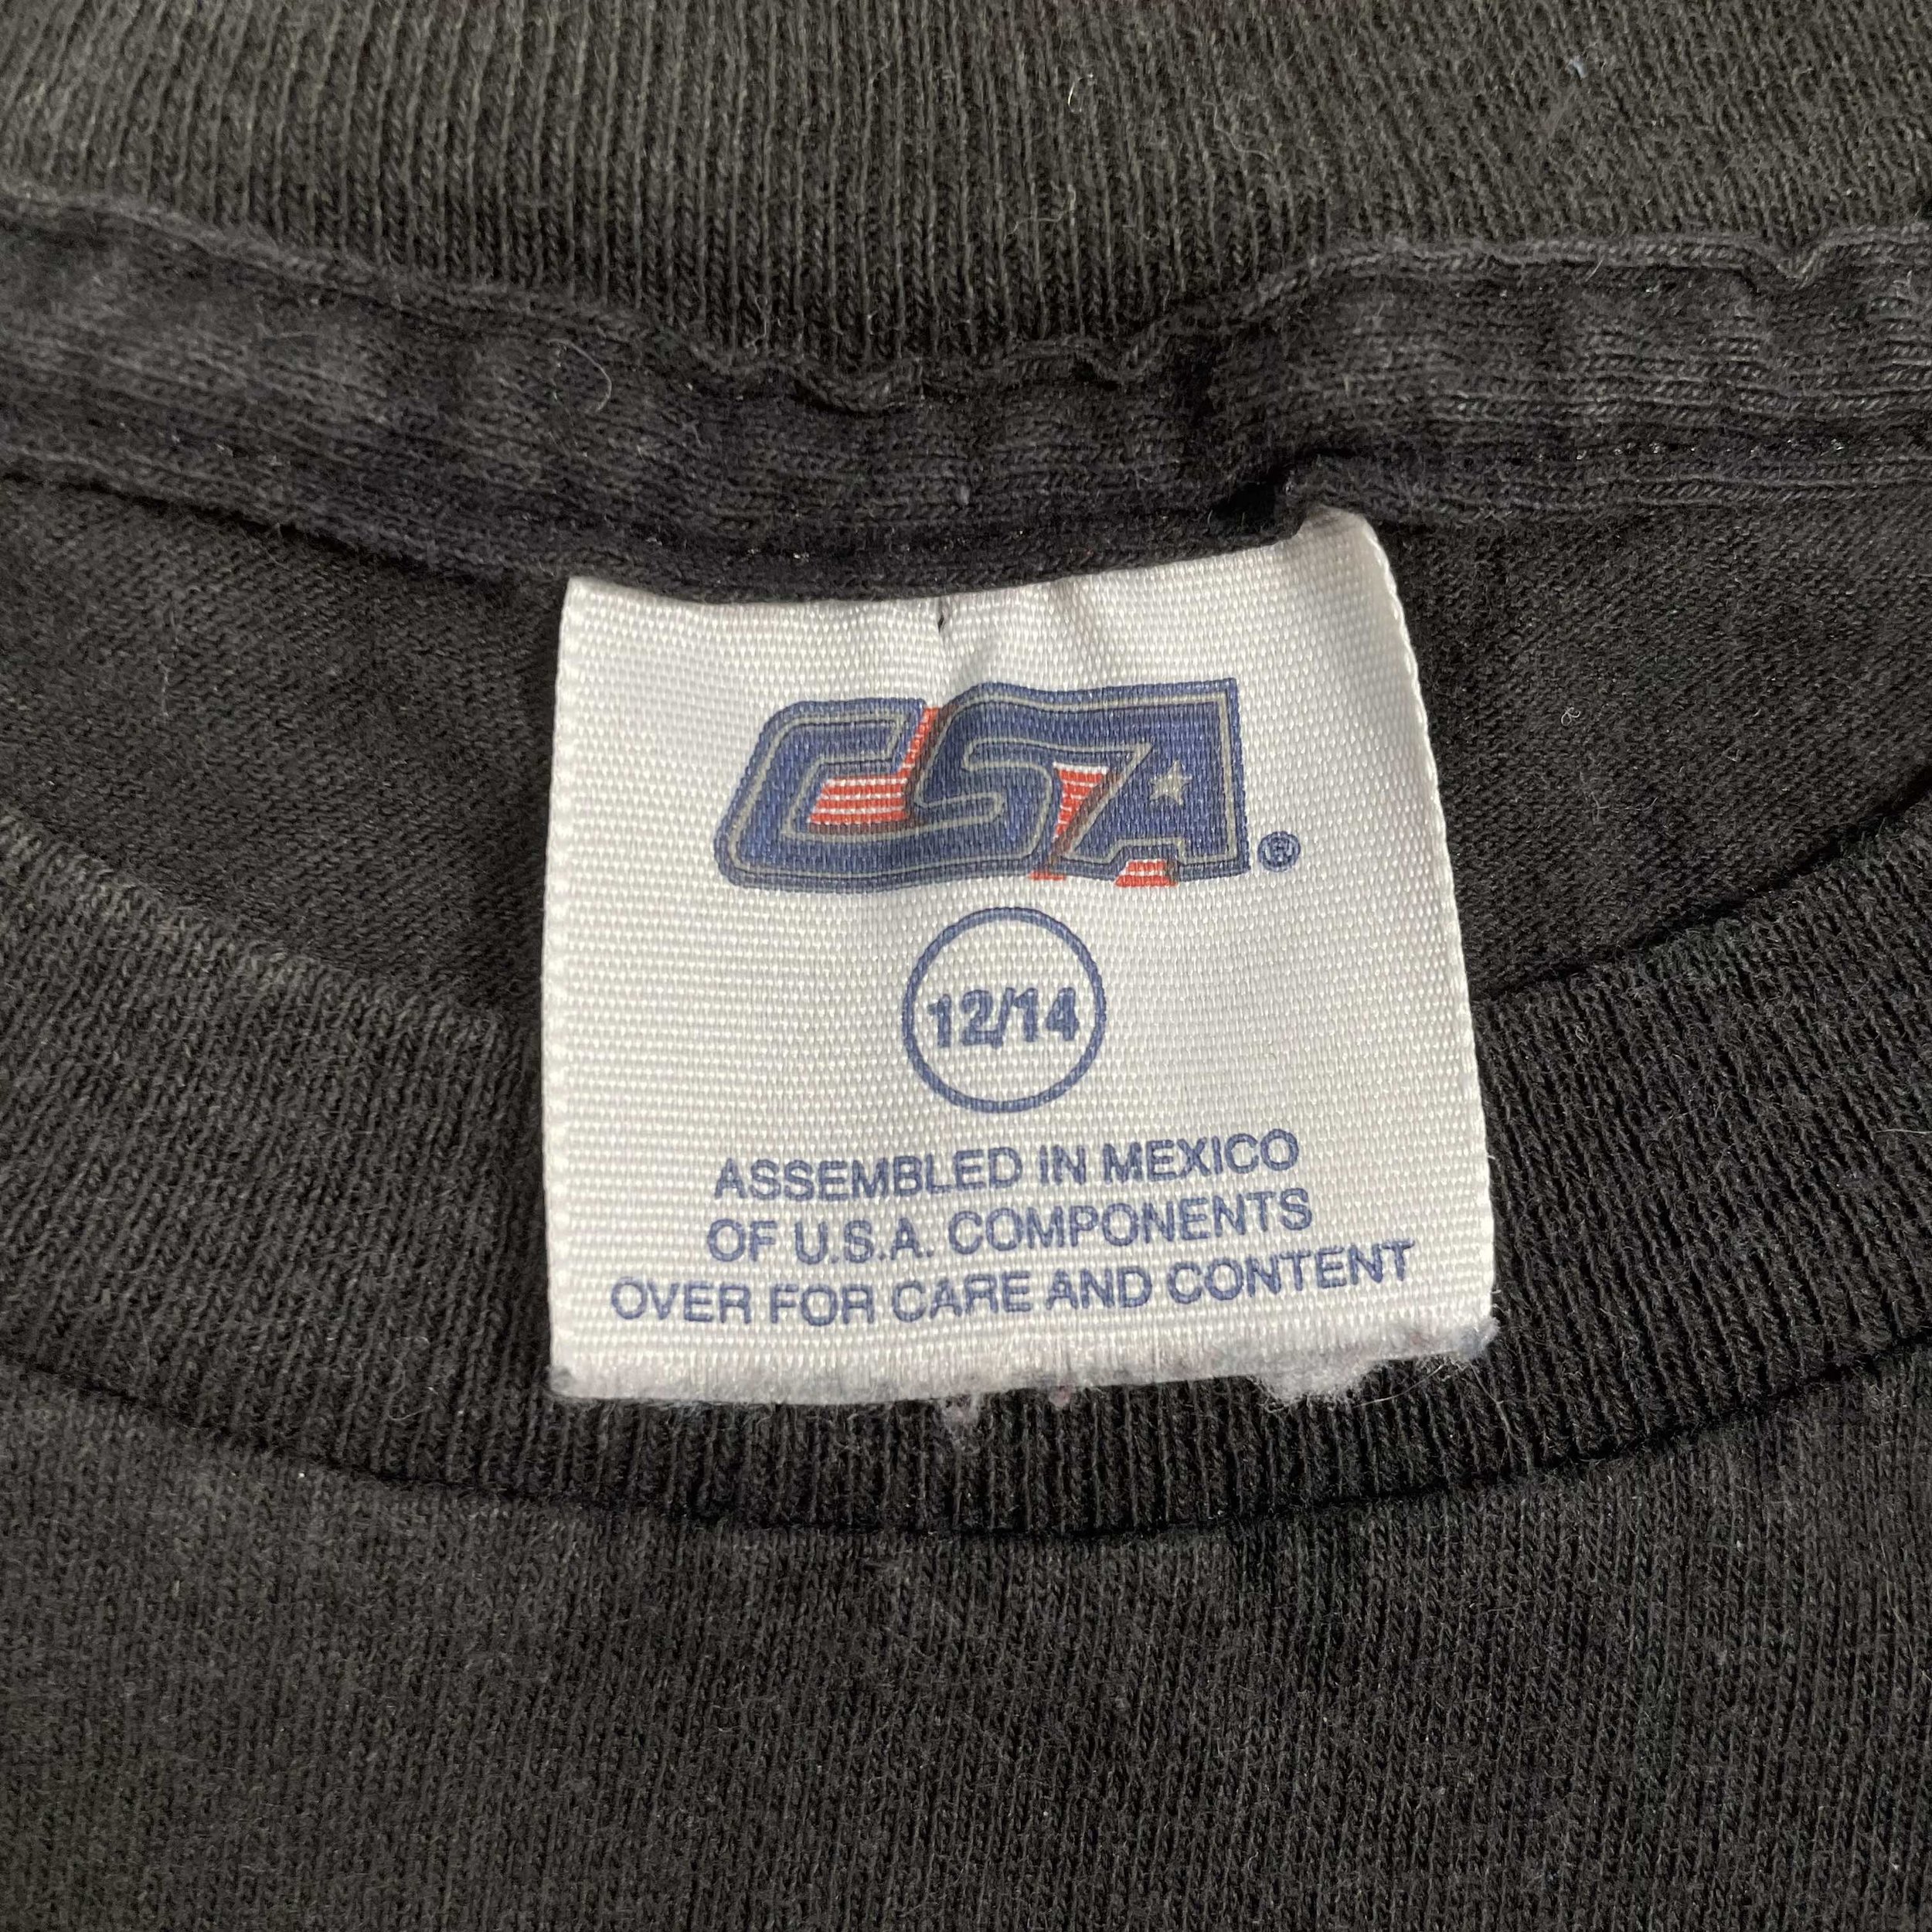 CSA®
12/14
ASSEMBLED IN MEXICO
OF U.S.A. COMPONENTS
OVER FOR CARE AND CONTENT